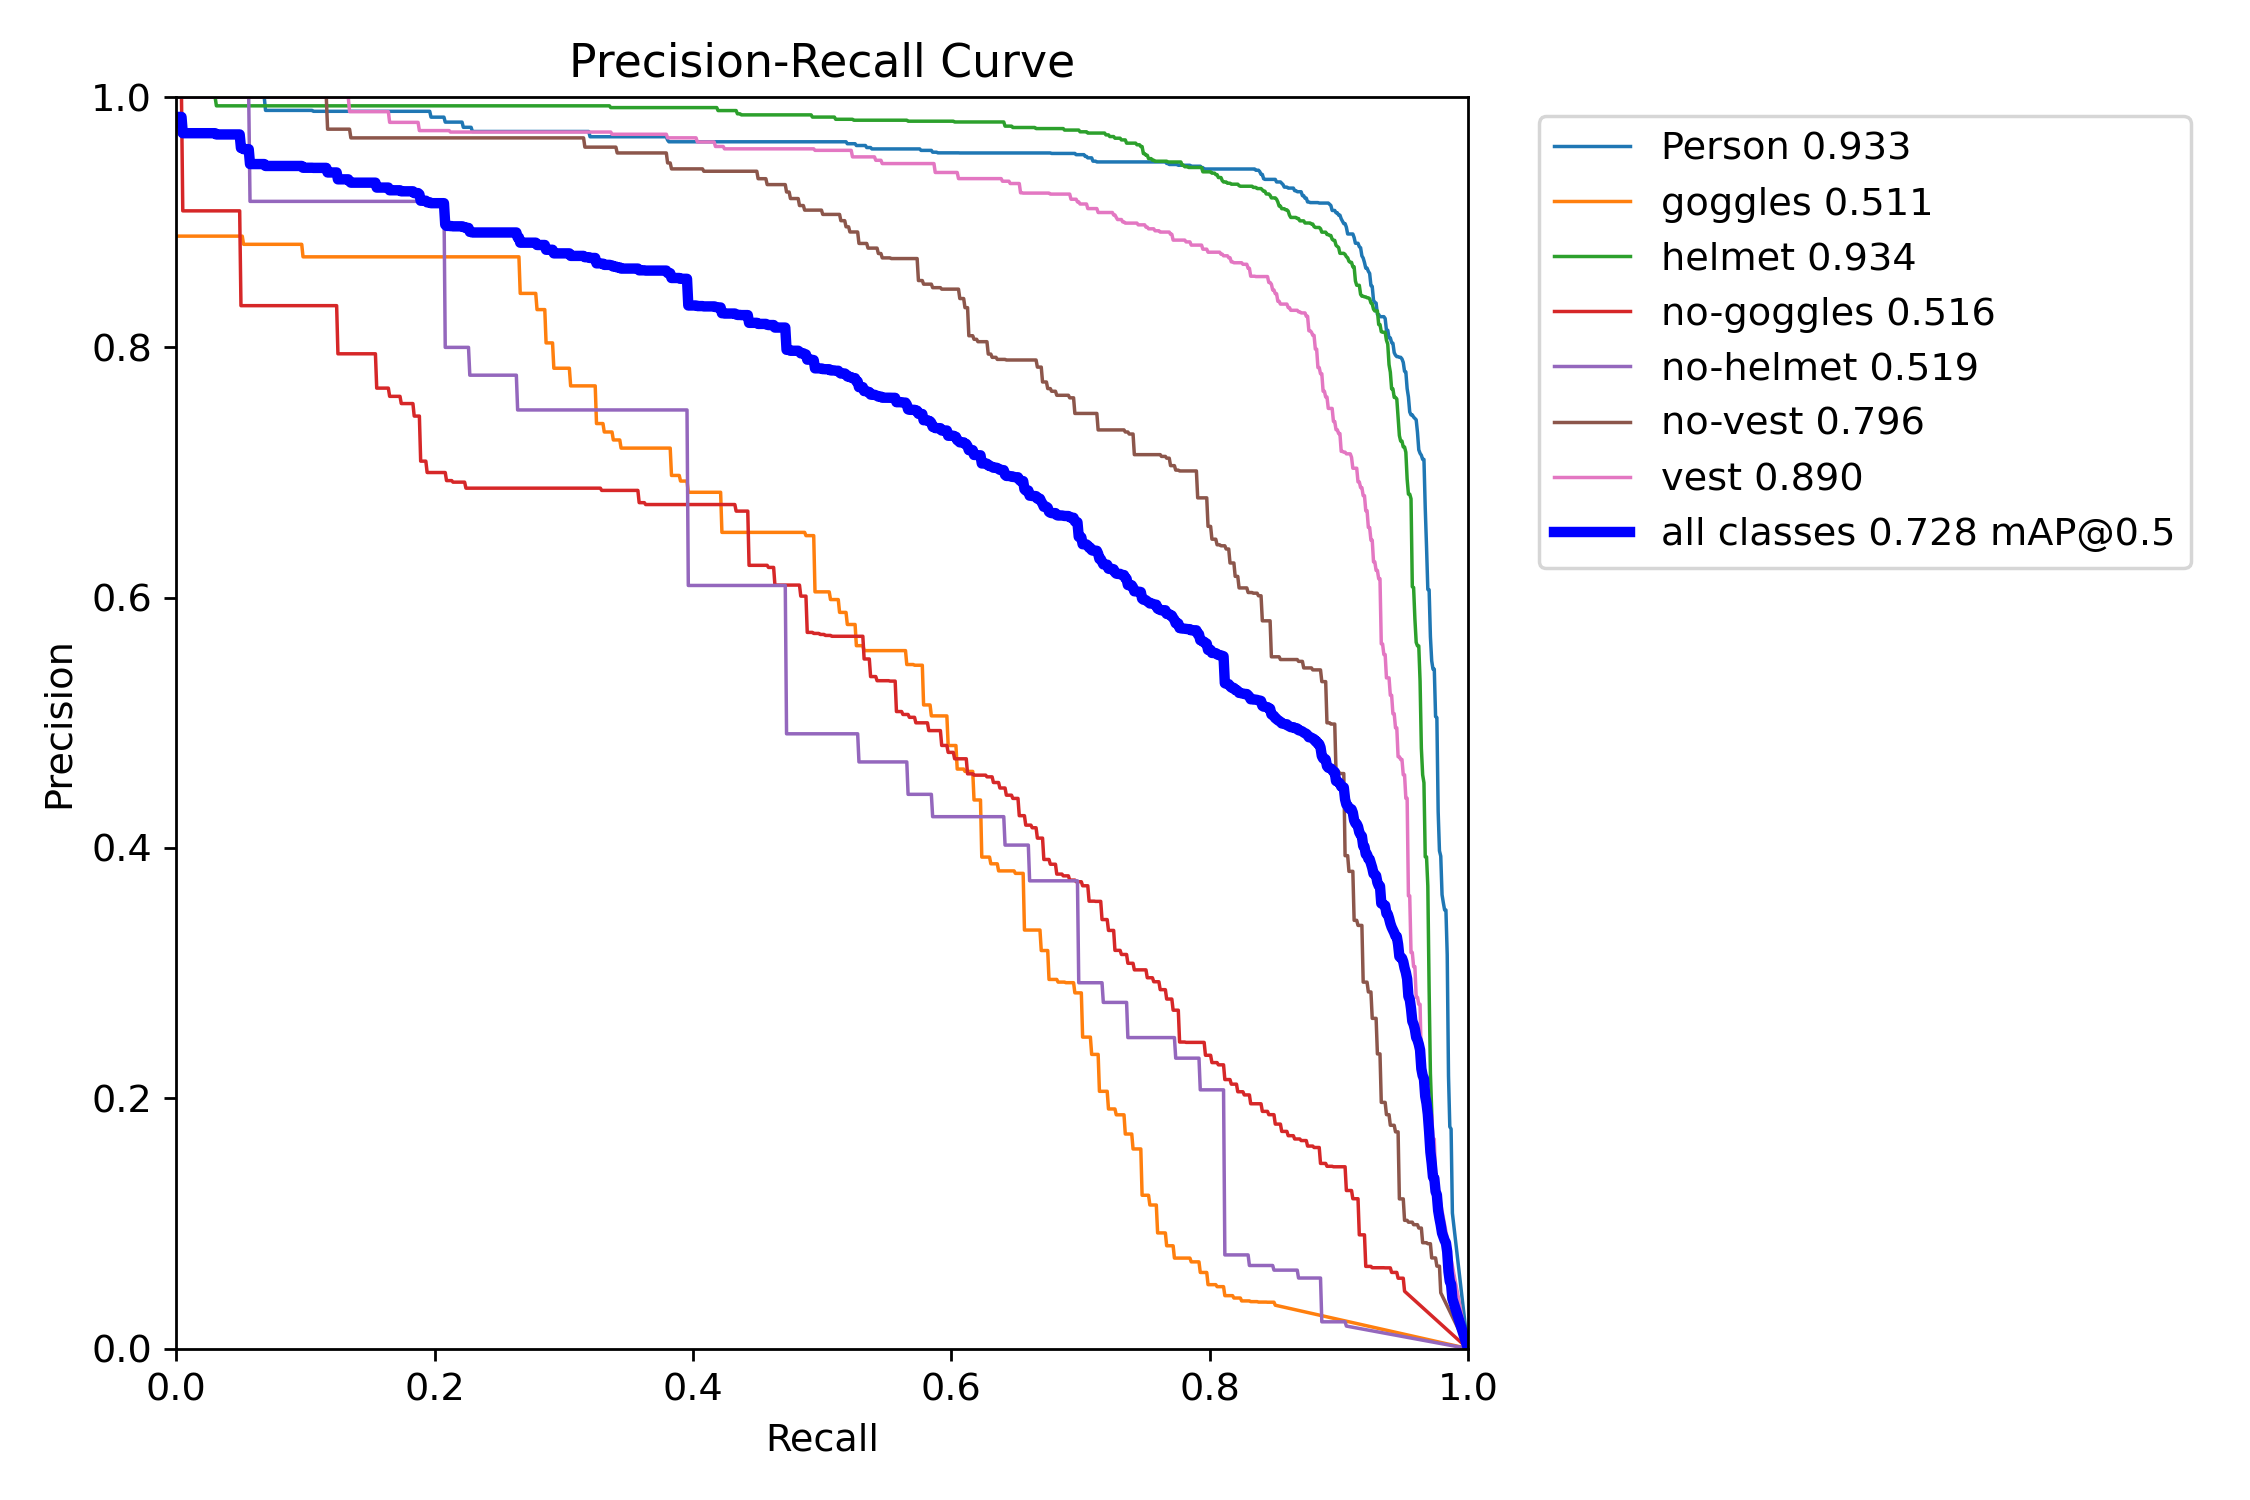 Precision-Recall Curve
1.0
0.8
0.6
0.4
0.2
0.0
Precision
0.0 0.2 0.4 0.6 0.8 1.0
Recall
Person 0.933
goggles 0.511
helmet 0.934
no-goggles 0.516
no-helmet 0.519
no-vest 0.796
vest 0.890
all classes 0.728 mAP@0.5